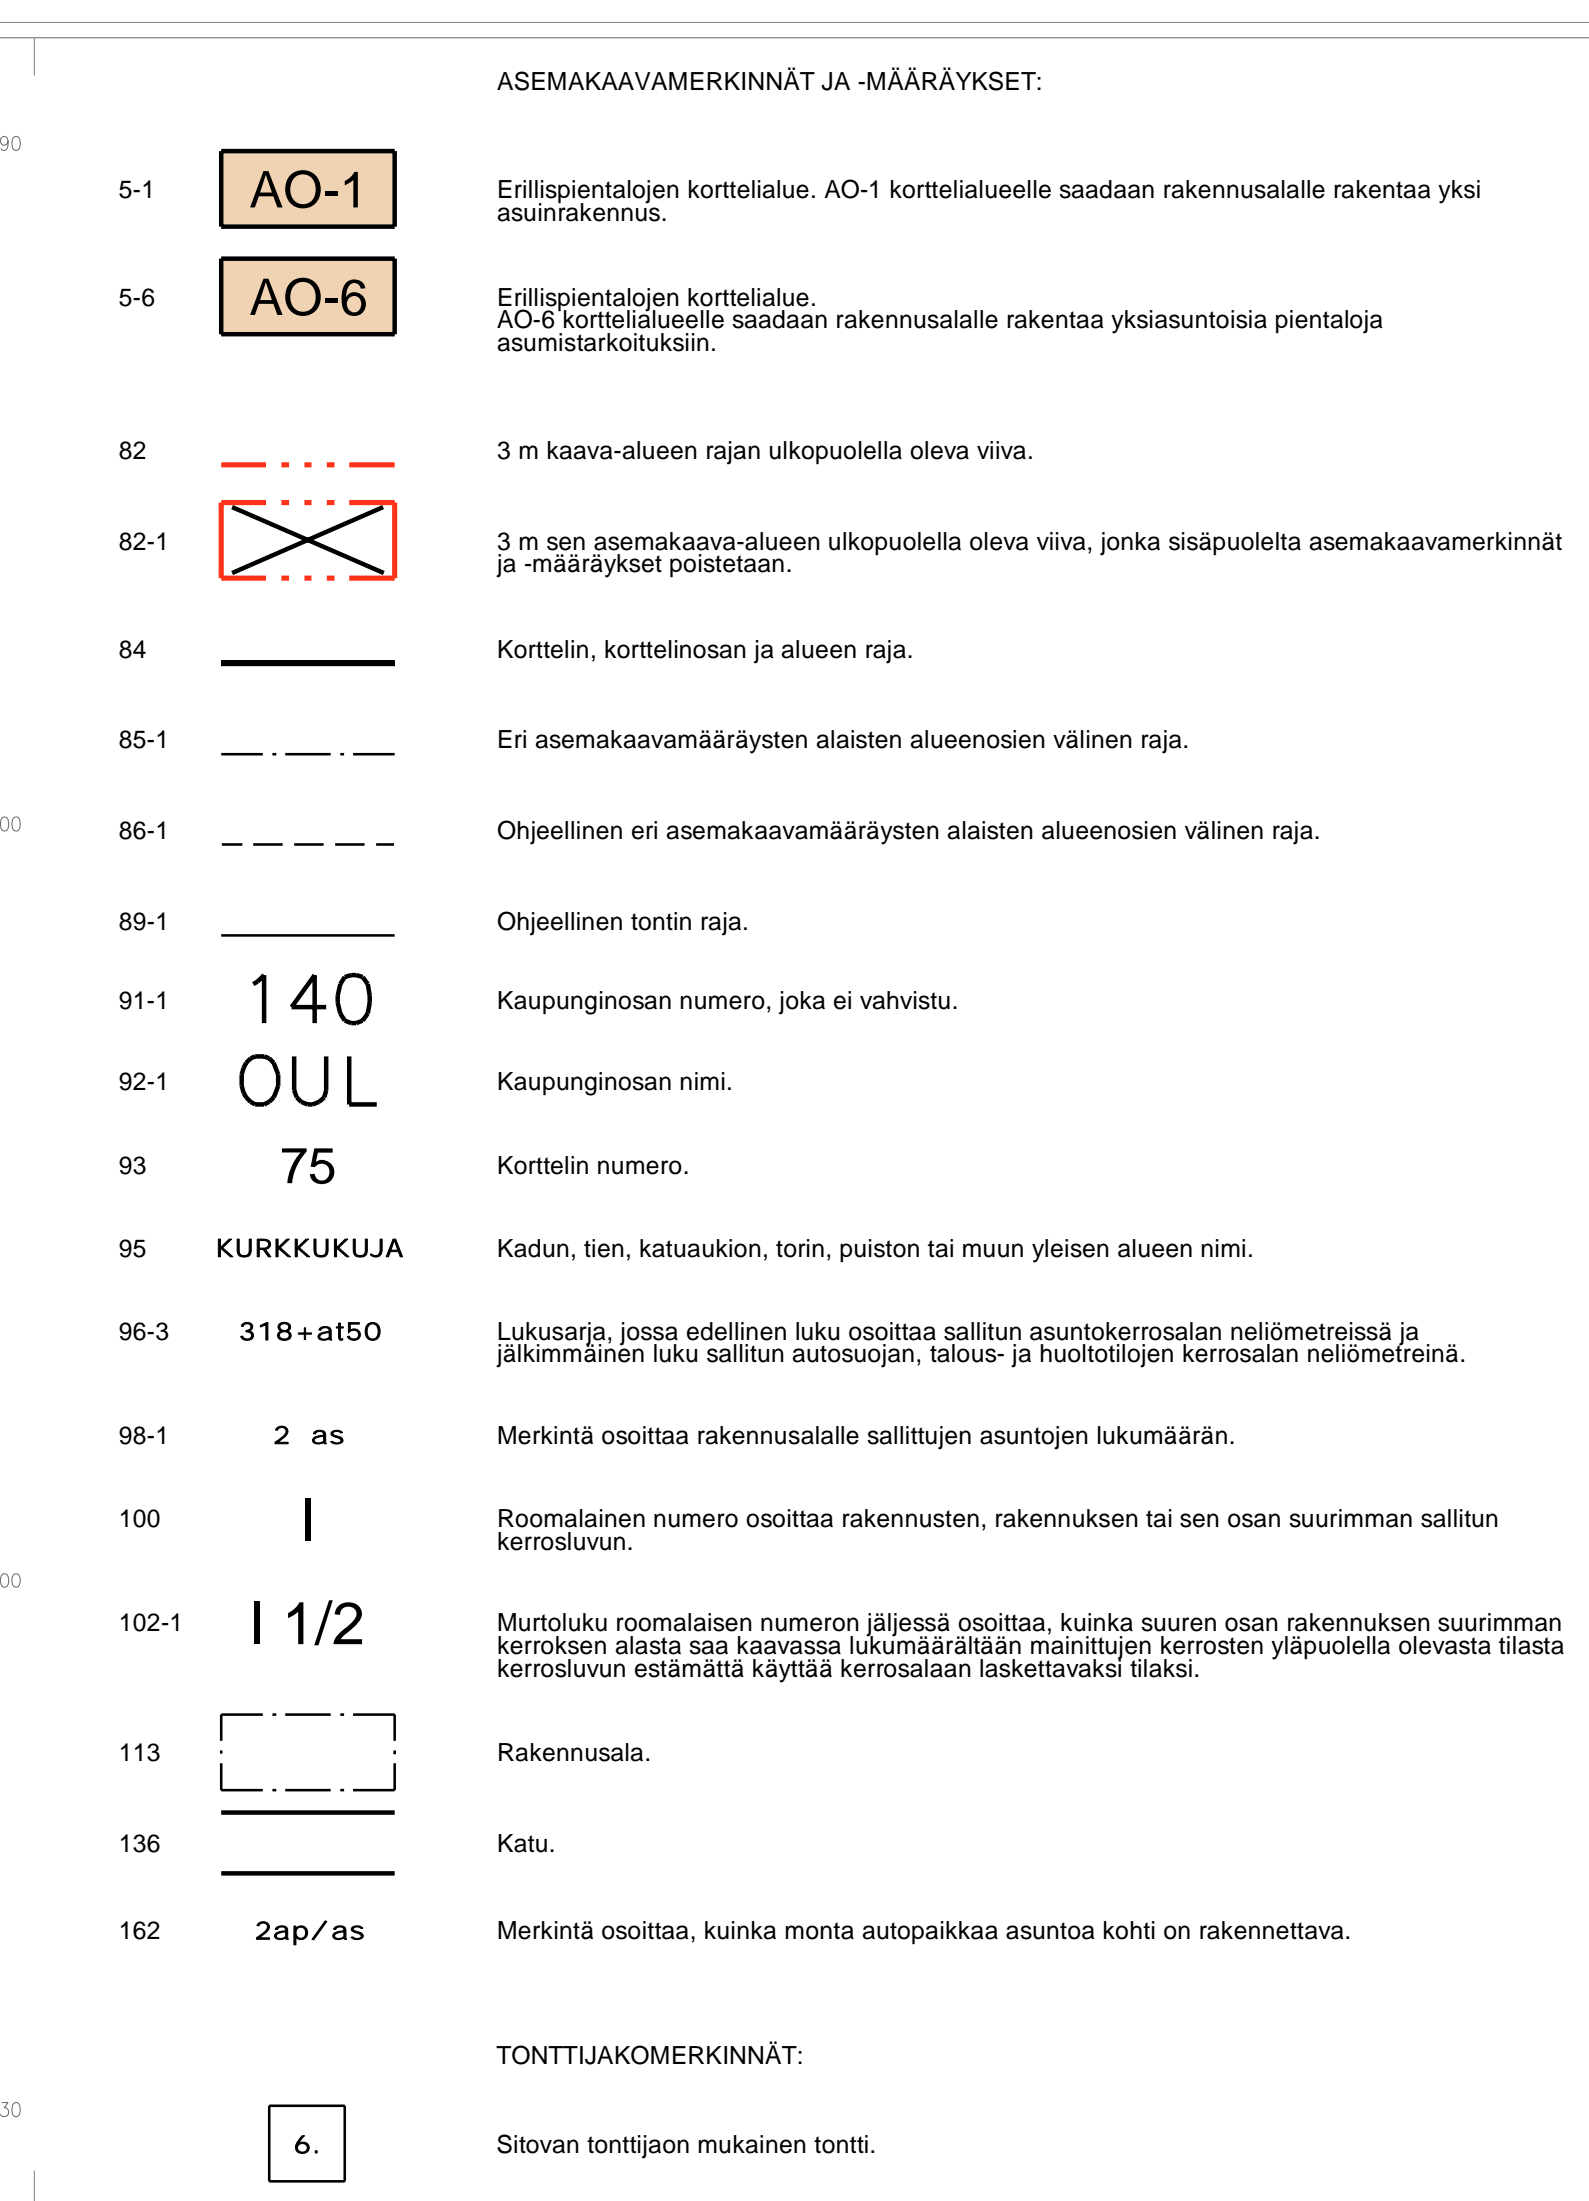 ASEMAKAAVAMERKINNÄT JA -MÄÄRÄYKSET:
90
5-1 AO-1 Erillispientalojen korttelialue. AO-1 korttelialueelle saadaan rakennusalalle rakentaa yksi
asuinrakennus.
5-6 AO-6 Erillispientalojen korttelialue.
AO-6 korttelialueelle saadaan rakennusalalle rakentaa yksiasuntoisia pientaloja
asumistarkoituksiin.
82 3 m kaava-alueen rajan ulkopuolella oleva viiva.
82-1 3 m sen asemakaava-alueen ulkopuolella oleva viiva, jonka sisäpuolelta asemakaavamerkinnät
ja -määräykset poistetaan.
84 Korttelin, korttelinosan ja alueen raja.
85-1 Eri asemakaavamääräysten alaisten alueenosien välinen raja.
00
86-1 Ohjeellinen eri asemakaavamääräysten alaisten alueenosien välinen raja.
89-1 Ohjeellinen tontin raja.
91-1 140 Kaupunginosan numero, joka ei vahvistu.
92-1 OUL Kaupunginosan nimi.
93 75 Korttelin numero.
95 KURKKUKUJA Kadun, tien, katuaukion, torin, puiston tai muun yleisen alueen nimi.
96-3 318+at50 Lukusarja, jossa edellinen luku osoittaa sallitun asuntokerrosalan neliömetreissä ja
jälkimmäinen luku sallitun autosuojan, talous- ja huoltotilojen kerrosalan neliömetreinä.
98-1 2 as Merkintä osoittaa rakennusalalle sallittujen asuntojen lukumäärän.
100 I Roomalainen numero osoittaa rakennusten, rakennuksen tai sen osan suurimman sallitun
kerrosluvun.
00
102-1 I 1/2 Murtoluku roomalaisen numeron jäljessä osoittaa, kuinka suuren osan rakennuksen suurimman
kerroksen alasta saa kaavassa lukumäärältään mainittujen kerrosten yläpuolella olevasta tilasta
kerrosluvun estämättä käyttää kerrosalaan laskettavaksi tilaksi.
113 Rakennusala.
136 Katu.
162 2ap/as Merkintä osoittaa, kuinka monta autopaikkaa asuntoa kohti on rakennettava.
TONTTIJAKOMERKINNÄT:
30
6. Sitovan tonttijaon mukainen tontti.